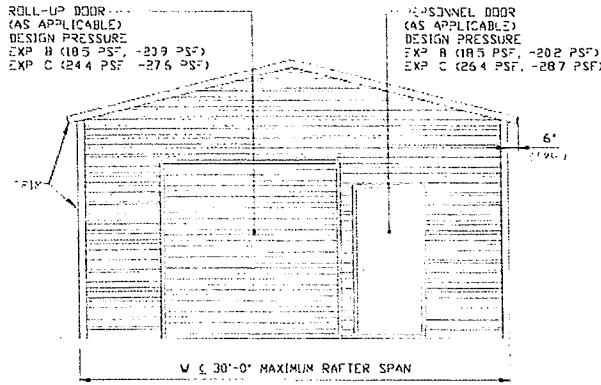 ROLL-UP DOOR
(AS APPLICABLE)
DESIGN PRESSURE
EXP B (18.5 PSF, -20.9 PSF)
EXP C (24.4 PSF, -27.6 PSF)
PERSONNEL DOOR
(AS APPLICABLE)
DESIGN PRESSURE
EXP B (18.5 PSF, -20.2 PSF)
EXP C (26.4 PSF, -28.7 PSF)
6"
TRIM
W ≤ 30'-0" MAXIMUM RAFTER SPAN